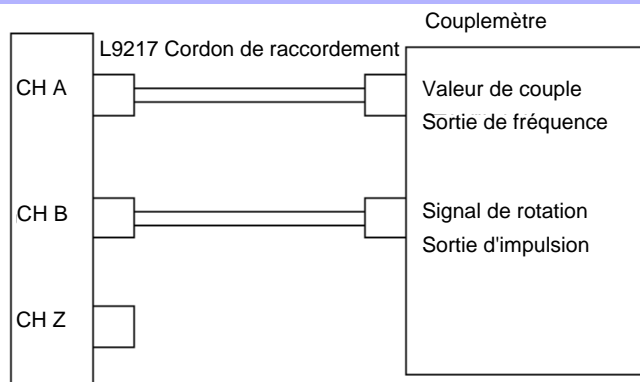 Couplemètre
L9217 Cordon de raccordement
CH A
Valeur de couple
Sortie de fréquence
CH B
Signal de rotation
Sortie d'impulsion
CH Z